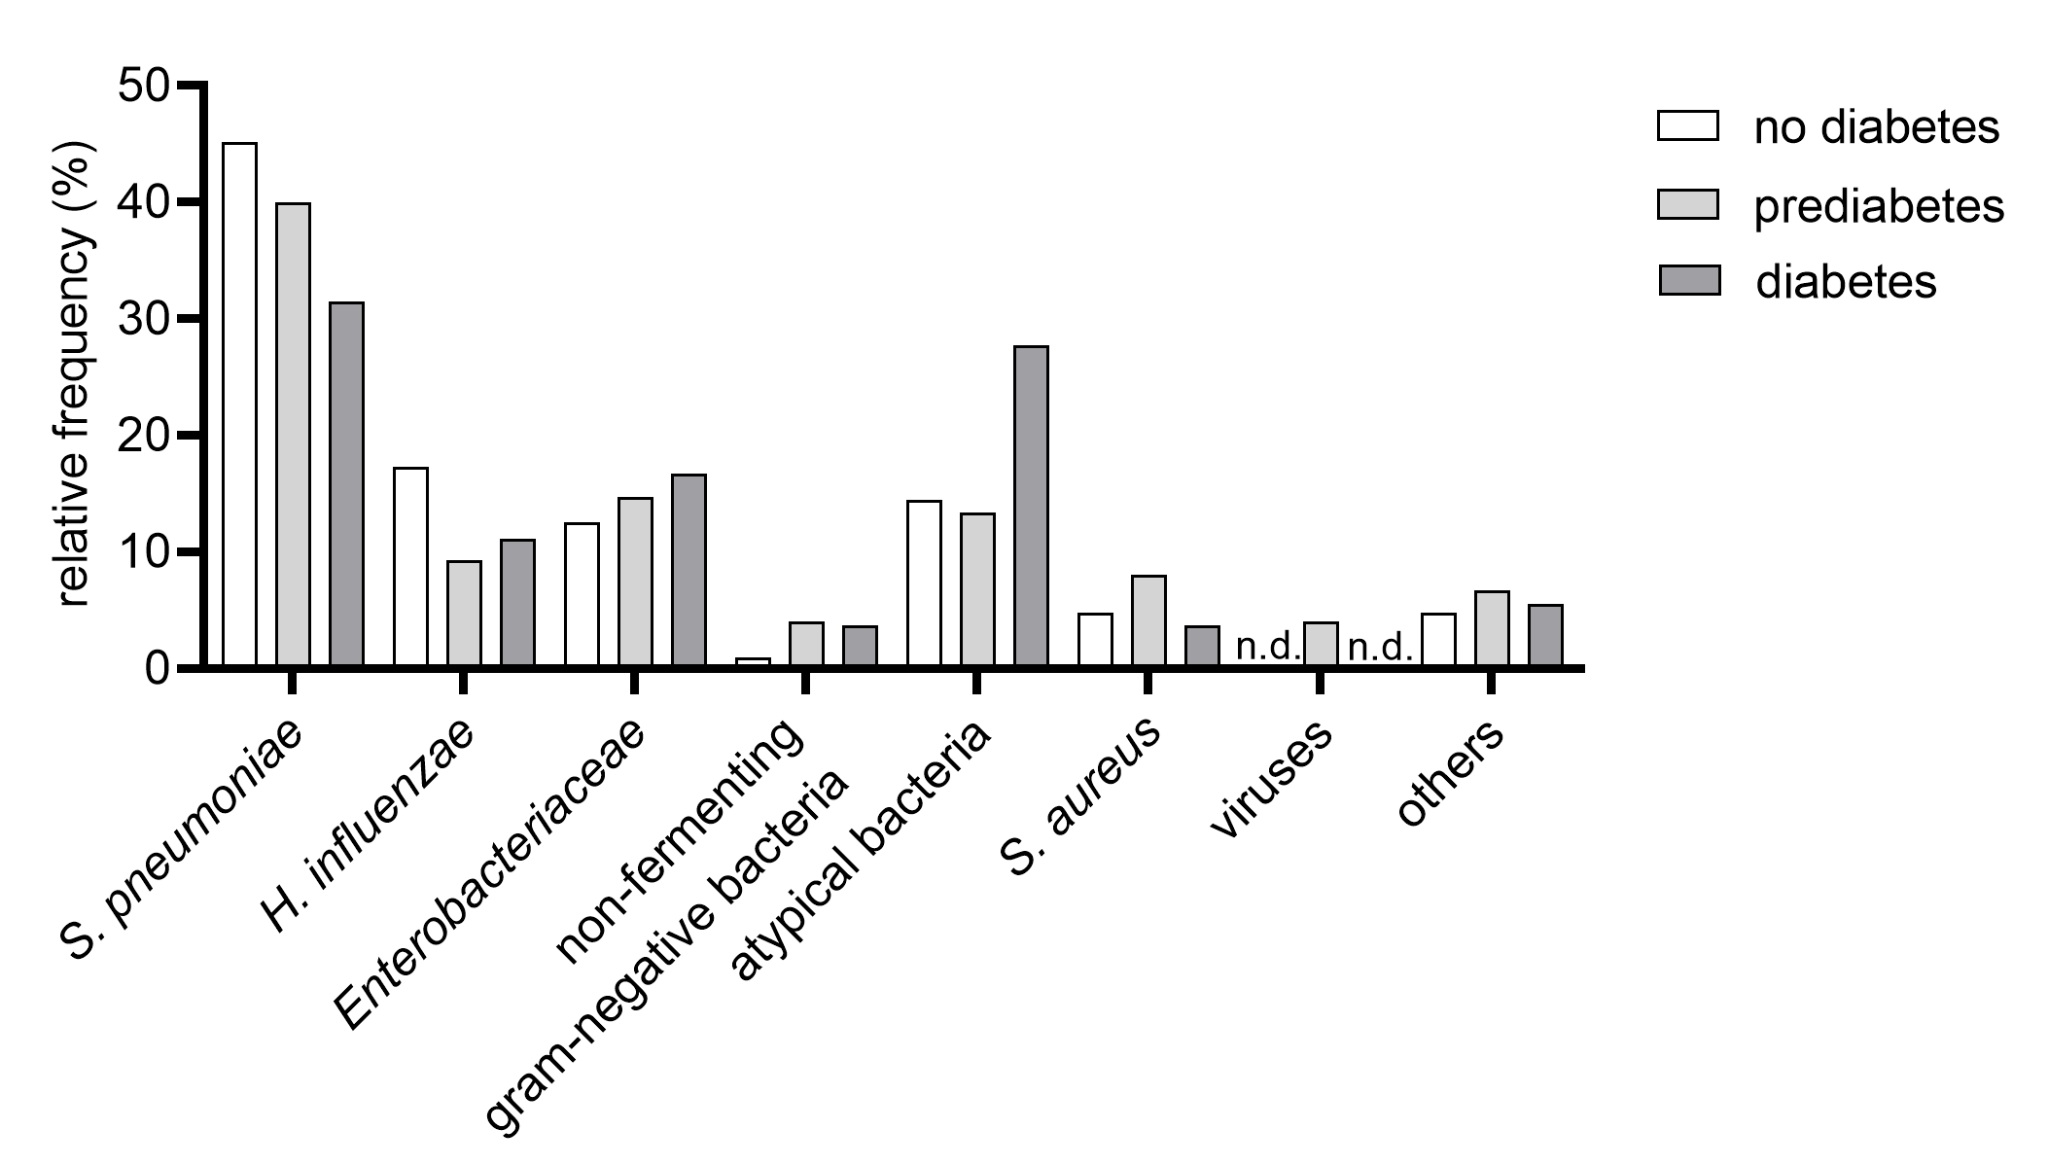 50
40
30
20
10
0
relative frequency (%)
n.d.
n.d.
S. pneumoniae
H. influenzae
Enterobacteriaceae
non-fermenting
gram-negative bacteria
atypical bacteria
S. aureus
viruses
others
no diabetes
prediabetes
diabetes